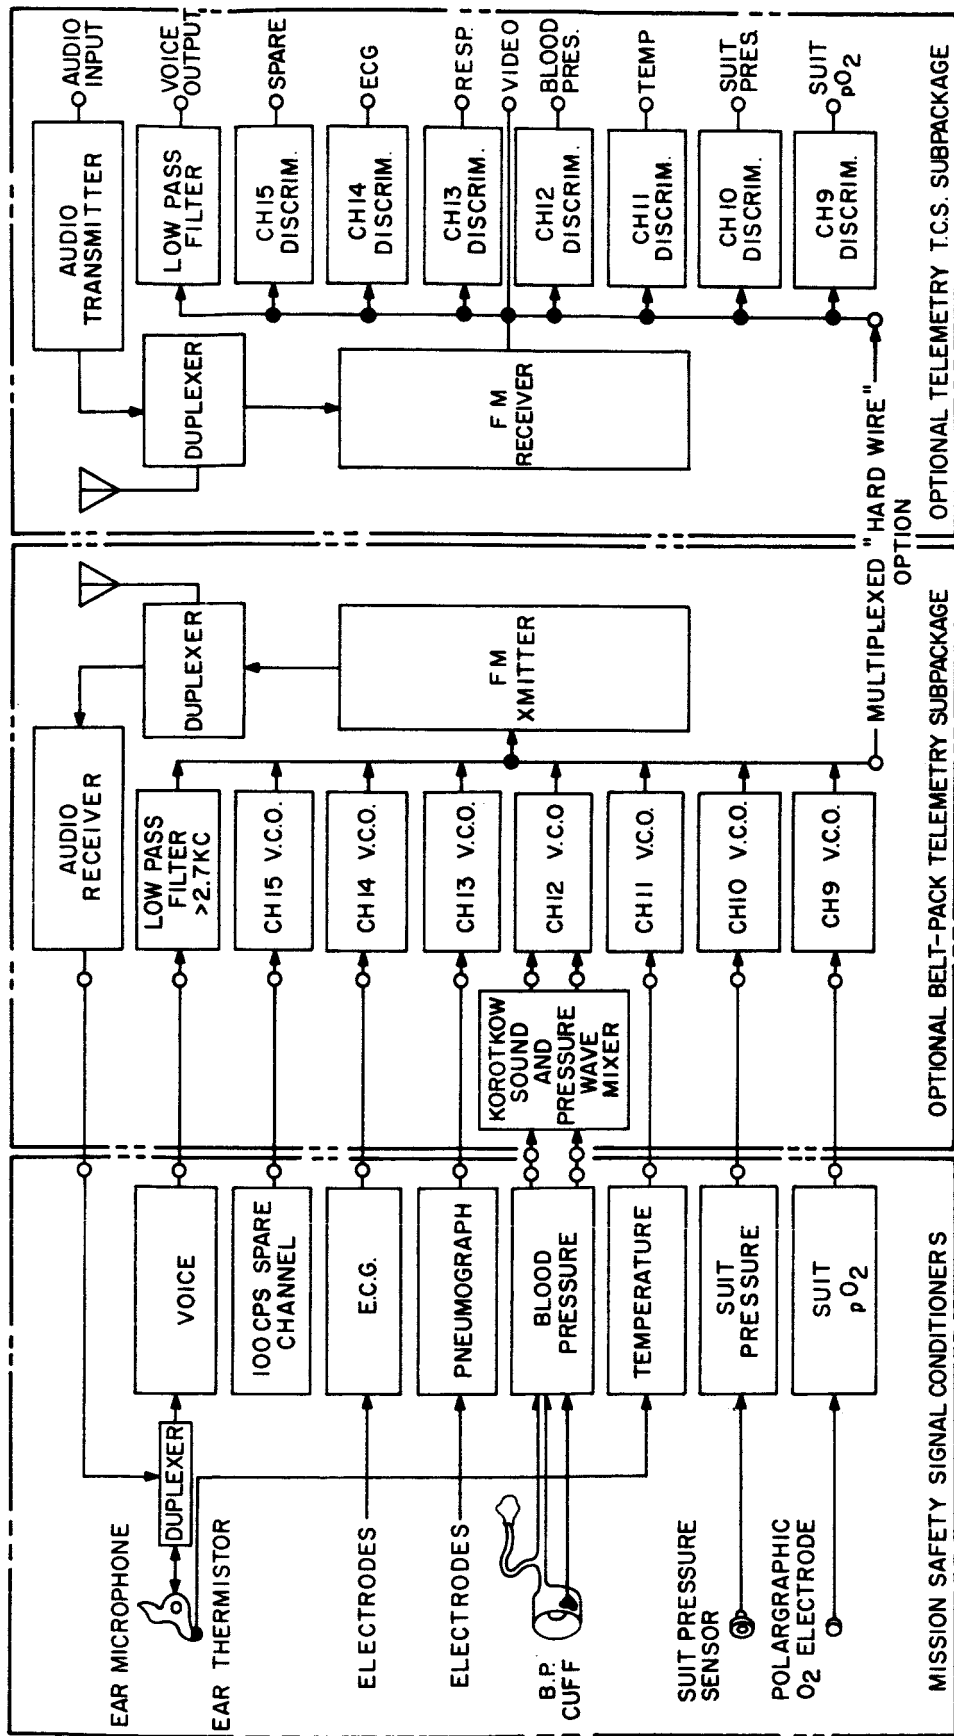 EAR MICROPHONE
EAR THERMISTOR
DUPLEXER
ELECTRODES
ELECTRODES
B.P.
CUFF
SUIT PRESSURE
SENSOR
POLARGRAPHIC
O2 ELECTRODE
VOICE
100 CPS SPARE
CHANNEL
E.C.G.
PNEUMOGRAPH
BLOOD
PRESSURE
TEMPERATURE
SUIT
PRESSURE
SUIT
pO2
MISSION SAFETY SIGNAL CONDITIONERS
AUDIO
RECEIVER
LOW PASS
FILTER
>2.7KC
CH15 V.C.O.
CH14 V.C.O.
CH13 V.C.O.
KOROTKOW
SOUND
AND
PRESSURE
WAVE
MIXER
CH12 V.C.O
CH11 V.C.O.
CH10 V.C.O.
CH9 V.C.O.
DUPLEXER
FM
XMITTER
MULTIPLEXED "HARD WIRE"
OPTION
OPTIONAL BELT-PACK TELEMETRY SUBPACKAGE
DUPLEXER
FM
RECEIVER
AUDIO
TRANSMITTER
LOW PASS
FILTER
CH15
DISCRIM.
CH14
DISCRIM.
CH13
DISCRIM.
CH12
DISCRIM.
CH11
DISCRIM.
CH10
DISCRIM.
CH9
DISCRIM.
AUDIO
INPUT
VOICE
OUTPUT
SPARE
ECG
RESP.
VIDEO
BLOOD
PRES.
TEMP
SUIT
PRES.
SUIT
pO2
OPTIONAL TELEMETRY T.C.S. SUBPACKAGE